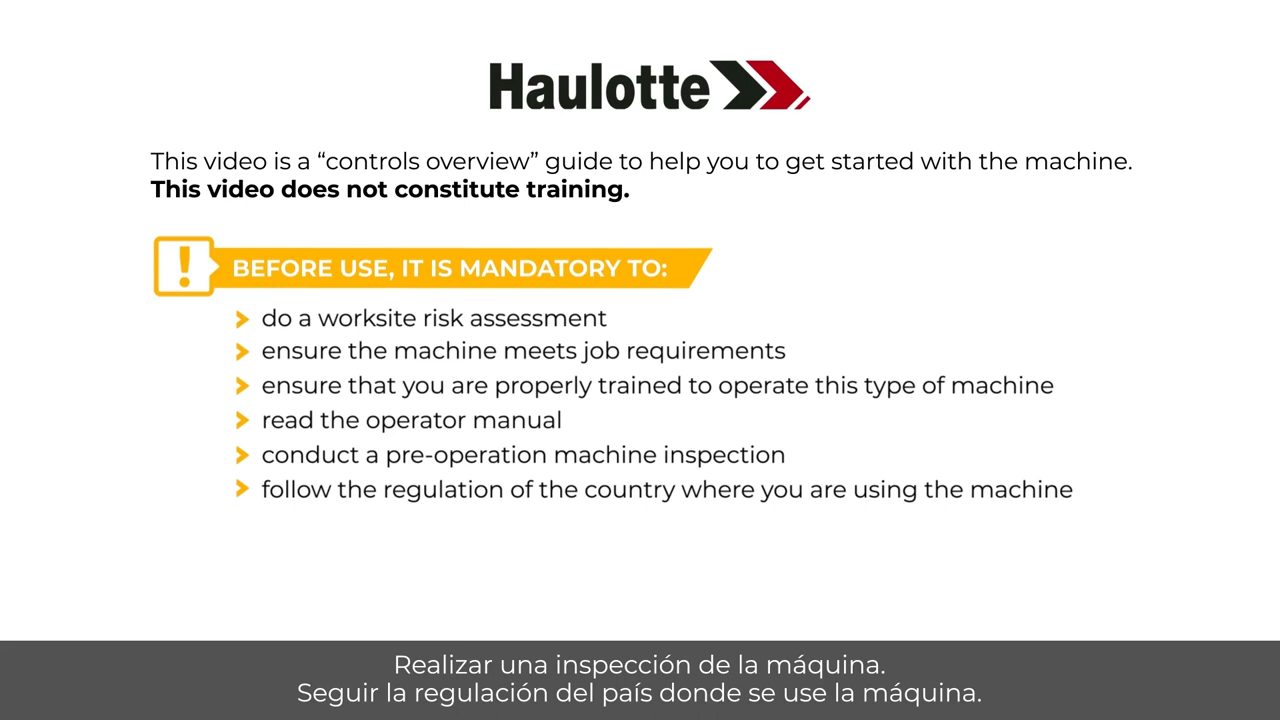 Haulotte
This video is a “controls overview” guide to help you to get started with the machine.
This video does not constitute training.
!
BEFORE USE, IT IS MANDATORY TO:
do a worksite risk assessment
ensure the machine meets job requirements
ensure that you are properly trained to operate this type of machine
read the operator manual
conduct a pre-operation machine inspection
follow the regulation of the country where you are using the machine
Realizar una inspección de la máquina.
Seguir la regulación del país donde se use la máquina.